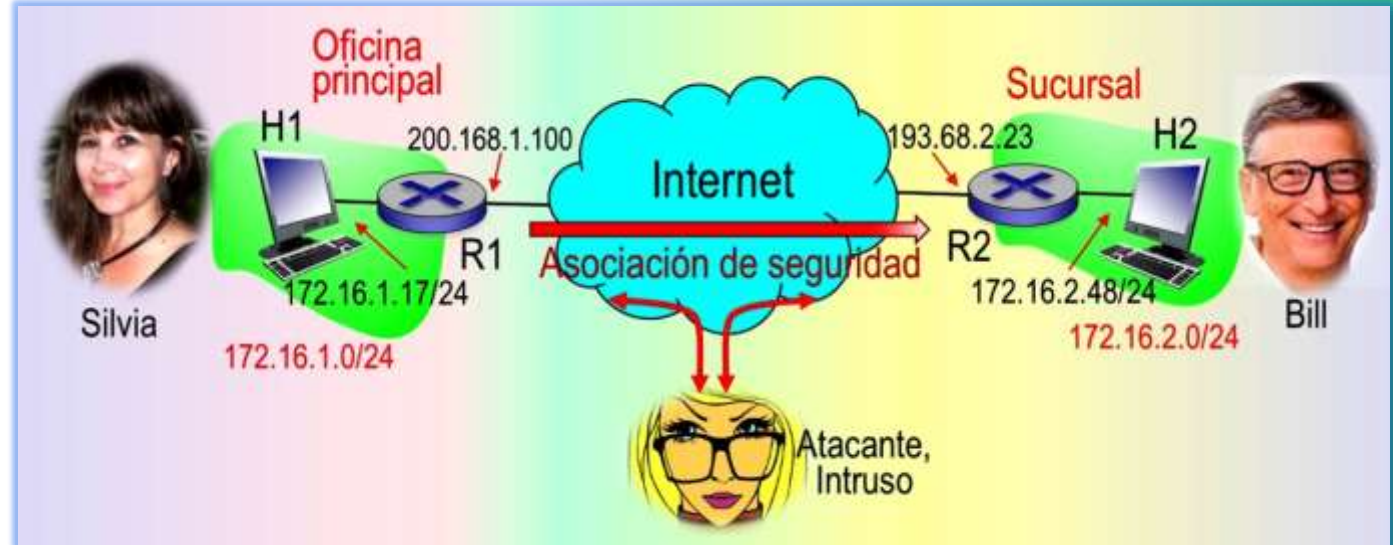 Oficina
principal
Sucursal
H1
200.168.1.100
Internet
193.68.2.23
H2
R1
Asociación de seguridad
R2
172.16.1.17/24
172.16.2.48/24
Silvia
Bill
172.16.1.0/24
172.16.2.0/24
Atacante,
Intruso